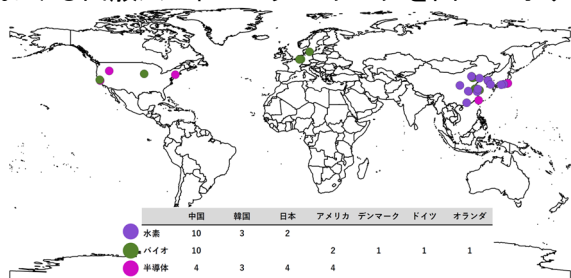 中国 韓国 日本 アメリカ デンマーク ドイツ オランダ
水素 10 3 2
バイオ 10 2 1 1 1
半導体 4 3 4 4